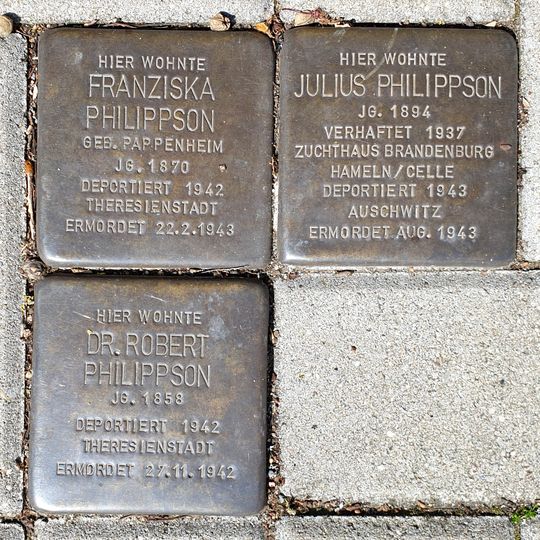 HIER WOHNTE
FRANZISKA
PHILIPPSON
GEB. PAPPENHEIM
JG. 1870
DEPORTIERT 1942
THERESIENSTADT
ERMORDET 22.2.1943
HIER WOHNTE
JULIUS PHILIPPSON
JG. 1894
VERHAFTET 1937
ZUCHTHAUS BRANDENBURG
HAMELN/CELLE
DEPORTIERT 1943
AUSCHWITZ
ERMORDET AUG. 1943
HIER WOHNTE
DR. ROBERT
PHILIPPSON
JG. 1858
DEPORTIERT 1942
THERESIENSTADT
ERMORDET 27.11.1942